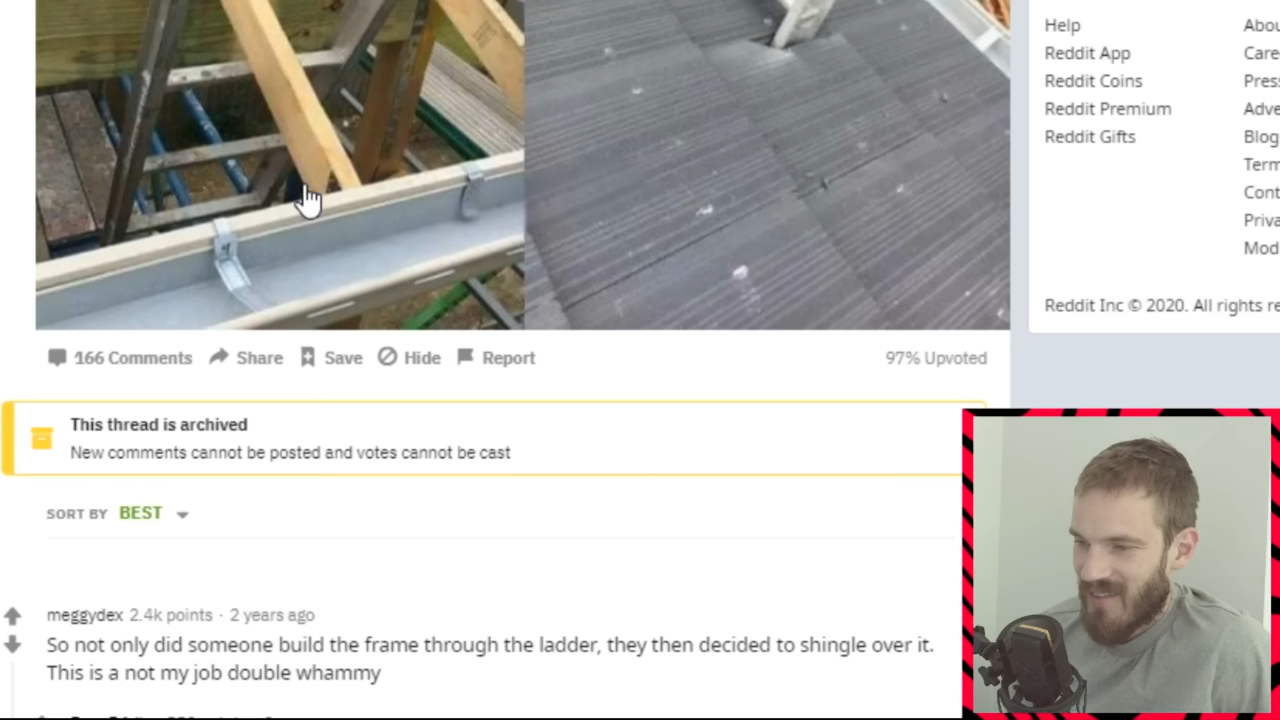 Help
Reddit App
Reddit Coins
Reddit Premium
Reddit Gifts
Reddit Inc © 2020. All rights
166 Comments Share Save Hide Report
97% Upvoted
This thread is archived
New comments cannot be posted and votes cannot be cast
SORT BY BEST
meggydex 2.4k points · 2 years ago
So not only did someone build the frame through the ladder, they then decided to shingle over it.
This is a not my job double whammy